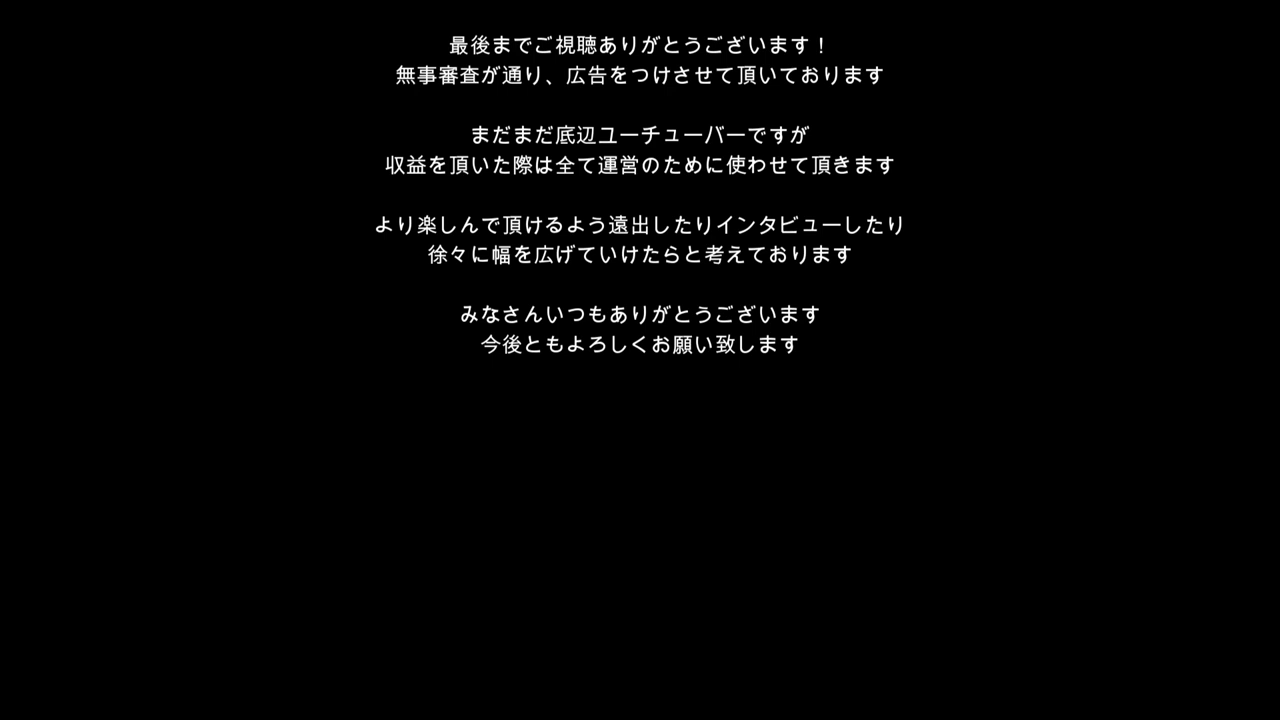 最後までご視聴ありがとうございます！
無事審査が通り、広告をつけさせて頂いております
まだまだ底辺ユーチューバーですが
収益を頂いた際は全て運営のために使わせて頂きます
より楽しんで頂けるよう遠出したりインタビューしたり
徐々に幅を広げていけたらと考えております
みなさんいつもありがとうございます
今後ともよろしくお願い致します